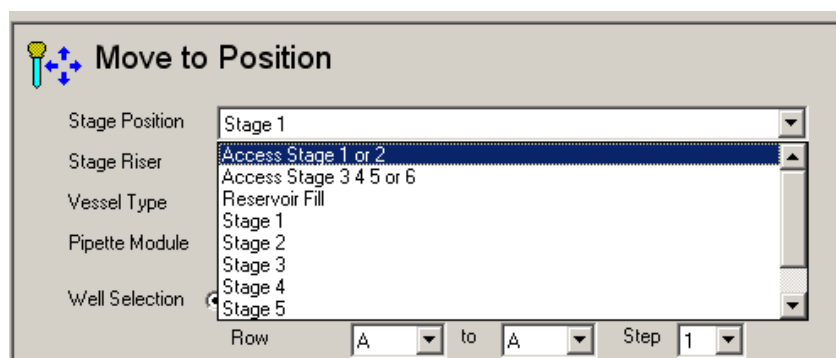 Move to Position
Stage Position Stage 1
Stage Riser
Access Stage 1 or 2
Access Stage 3 4 5 or 6
Vessel Type
Reservoir Fill
Stage 1
Pipette Module
Stage 2
Stage 3
Stage 4
Well Selection
Stage 5
Row A to A Step 1